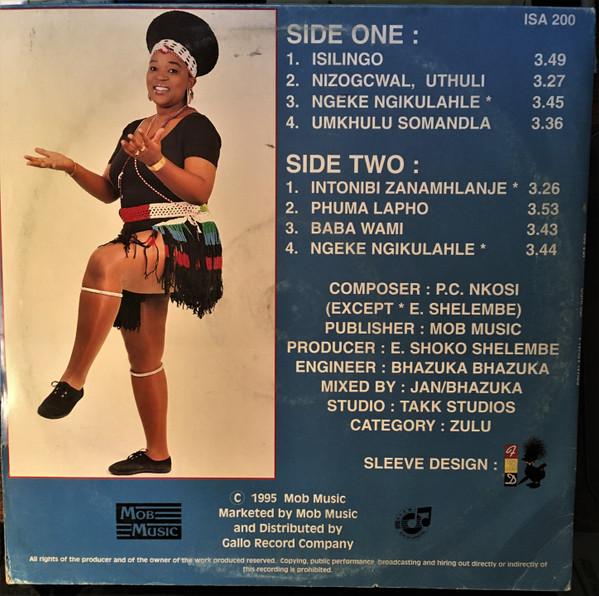 ISA 200
SIDE ONE :
1. ISILINGO 3.49
2. NIZOGCWAL, UTHULI 3.27
3. NGEKE NGIKULAHLE * 3.45
4. UMKHULU SOMANDLA 3.36
SIDE TWO :
1. INTONIBI ZANAMHLANJE * 3.26
2. PHUMA LAPHO 3.53
3. BABA WAMI 3.43
4. NGEKE NGIKULAHLE * 3.44
COMPOSER : P.C. NKOSI
(EXCEPT * E. SHELEMBE)
PUBLISHER : MOB MUSIC
PRODUCER : E. SHOKO SHELEMBE
ENGINEER : BHAZUKA BHAZUKA
MIXED BY : JAN/BHAZUKA
STUDIO : TAKK STUDIOS
CATEGORY : ZULU
SLEEVE DESIGN :
MOB
MUSIC
© 1995 Mob Music
Marketed by Mob Music
and Distributed by
Gallo Record Company
All rights of the producer and of the owner of the work produced reserved. Copying, public performance, broadcasting and hiring out directly or indirectly of
this recording is prohibited.